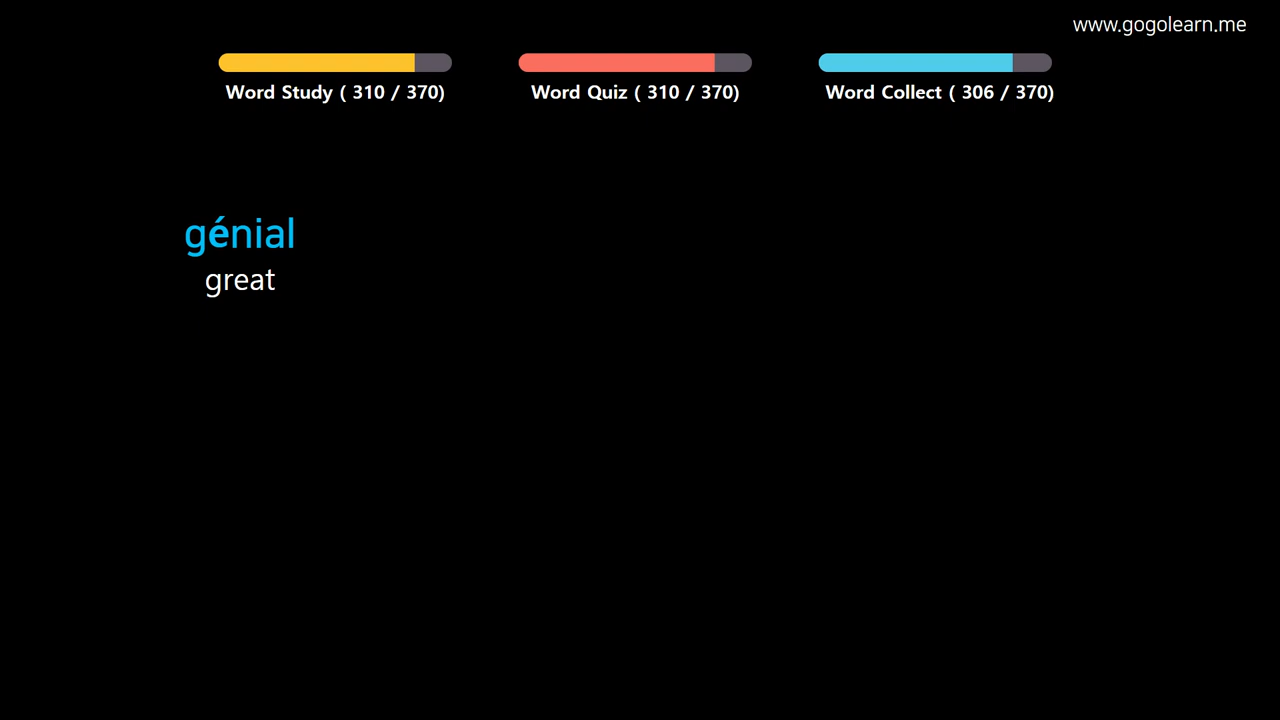 www.gogolearn.me
Word Study ( 310 / 370)
Word Quiz ( 310 / 370)
Word Collect ( 306 / 370)
génial
great